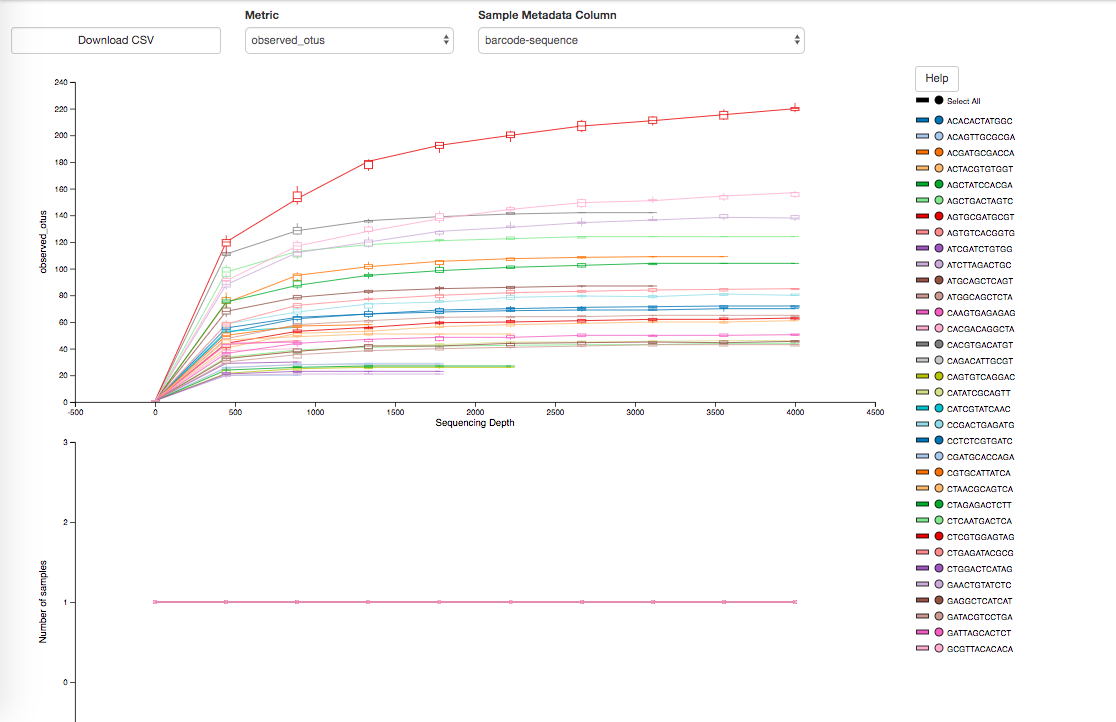 Metric
Sample Metadata Column
Download CSV
observed_otus
barcode-sequence
Help
Select All
ACACACTATGGC
ACAGTTGCGCGA
ACGATGCGACCA
ACTACGTGTGGT
AGCTATCCACGA
AGCTGACTAGTC
AGTGCGATGCGT
AGTGTCACGGTG
ATCGATCTGTGG
ATCTTAGACTGC
ATGCAGCTCAGT
ATGGCAGCTCTA
CAAGTGAGAGAG
CACGACAGGCTA
CACGTGACATGT
CAGACATTGCGT
CAGTGTCAGGAC
CATATCGCAGTT
CATCGTATCAAC
CCGACTGAGATG
CCTCTCGTGATC
CGATGCACCAGA
CGTGCATTATCA
CTAACGCAGTCA
CTAGAGACTCTT
CTCAATGACTCA
CTCGTGGAGTAG
CTGAGATACGCG
CTGGACTCATAG
GAACTGTATCTC
GAGGCTCATCAT
GATACGTCCTGA
GATTAGCACTCT
GCGTTACACACA
240
220
200
180
160
140
120
100
80
60
40
20
0
observed_otus
-500
0
500
1000
1500
2000
2500
3000
3500
4000
4500
Sequencing Depth
3
2
1
0
Number of samples